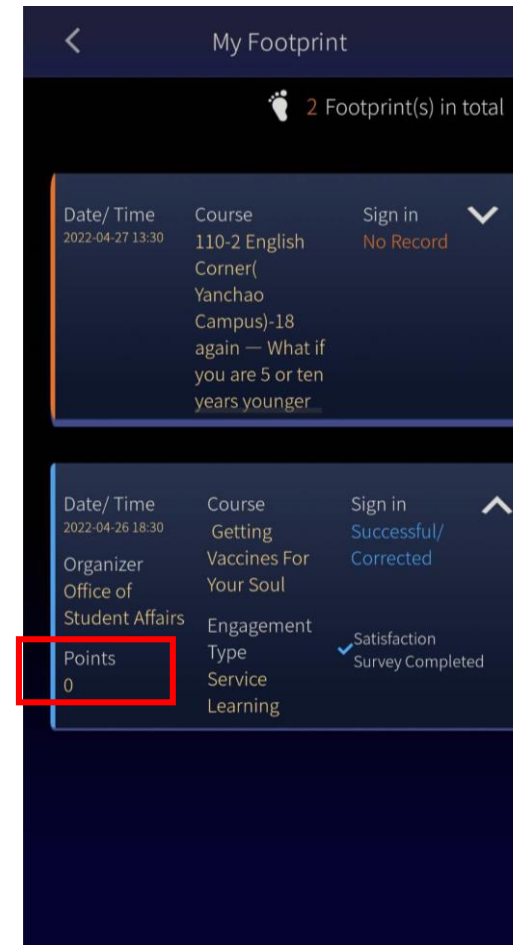 My Footprint
2 Footprint(s) in total
Date/ Time
2022-04-27 13:30
Course
110-2 English
Corner(
Yanchao
Campus)-18
again — What if
you are 5 or ten
years younger
Sign in
No Record
Date/ Time
2022-04-26 18:30
Organizer
Office of
Student Affairs
Points
0
Course
Getting
Vaccines For
Your Soul
Engagement
Type
Service
Learning
Sign in
Successful/
Corrected
Satisfaction
Survey Completed